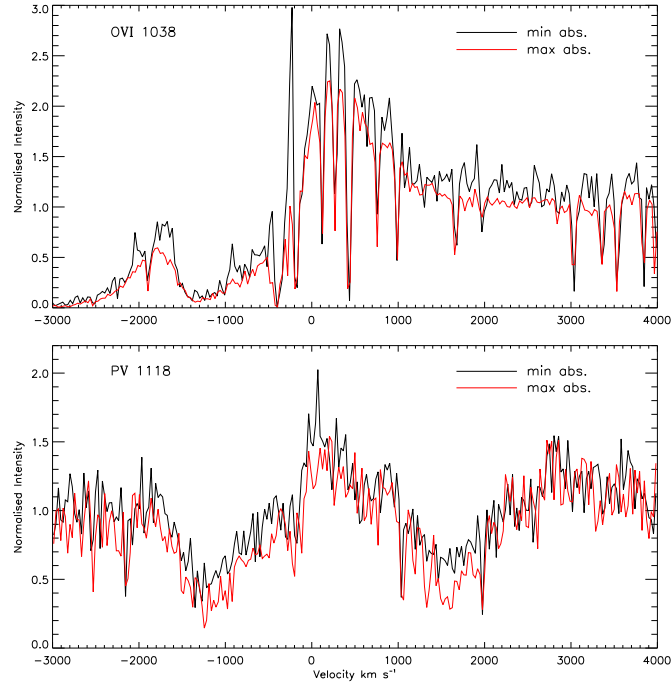 OVI 1038
min abs.
max abs.
3.0
2.5
2.0
1.5
1.0
0.5
0.0
Normalised Intensity
−3000 −2000 −1000 0 1000 2000 3000 4000
PV 1118
min abs.
max abs.
2.0
1.5
1.0
0.5
0.0
Normalised Intensity
−3000 −2000 −1000 0 1000 2000 3000 4000
Velocity km s⁻¹